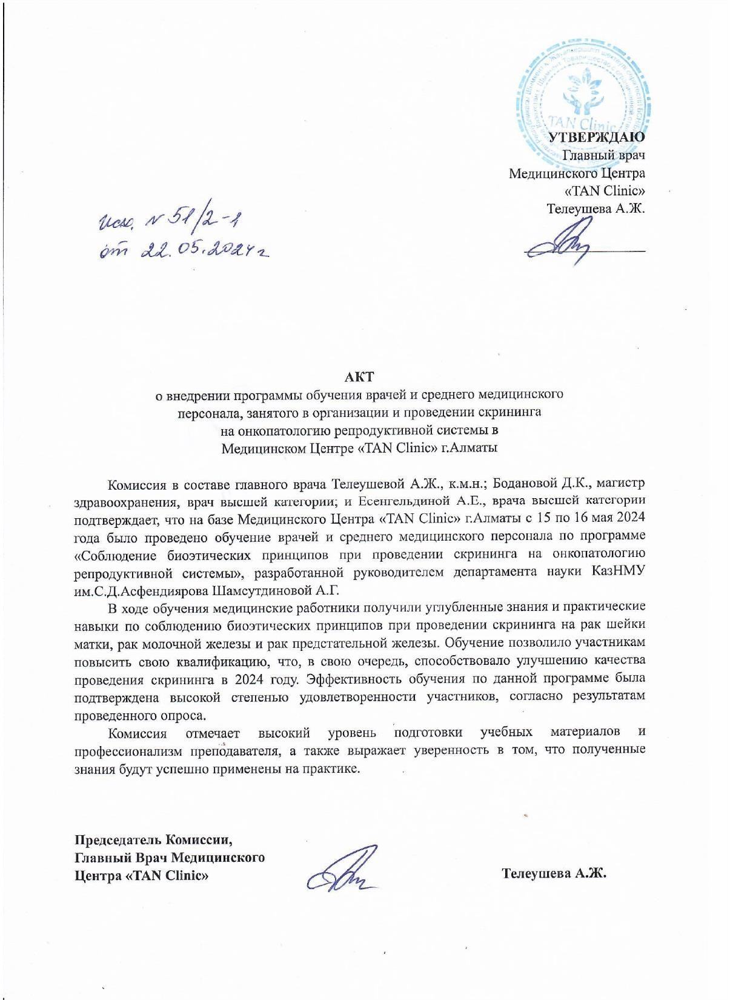 TAN Clinic
УТВЕРЖДАЮ
Главный врач
Медицинского Центра
«TAN Clinic»
Телеушева А.Ж.
Исх. № 51/2-1
от 22.05.2024 г
АКТ
о внедрении программы обучения врачей и среднего медицинского
персонала, занятого в организации и проведении скрининга
на онкопатологию репродуктивной системы в
Медицинском Центре «TAN Clinic» г.Алматы
Комиссия в составе главного врача Телеушевой А.Ж., к.м.н.; Бодановой Д.К., магистр
здравоохранения, врач высшей категории; и Есенгельдиной А.Е., врача высшей категории
подтверждает, что на базе Медицинского Центра «TAN Clinic» г.Алматы с 15 по 16 мая 2024
года было проведено обучение врачей и среднего медицинского персонала по программе
«Соблюдение биоэтических принципов при проведении скрининга на онкопатологию
репродуктивной системы», разработанной руководителем департамента науки КазНМУ
им.С.Д.Асфендиярова Шамсутдиновой А.Г.
В ходе обучения медицинские работники получили углубленные знания и практические
навыки по соблюдению биоэтических принципов при проведении скрининга на рак шейки
матки, рак молочной железы и рак предстательной железы. Обучение позволило участникам
повысить свою квалификацию, что, в свою очередь, способствовало улучшению качества
проведения скрининга в 2024 году. Эффективность обучения по данной программе была
подтверждена высокой степенью удовлетворенности участников, согласно результатам
проведенного опроса.
Комиссия отмечает высокий уровень подготовки учебных материалов и
профессионализм преподавателя, а также выражает уверенность в том, что полученные
знания будут успешно применены на практике.
Председатель Комиссии,
Главный Врач Медицинского
Центра «TAN Clinic»
Телеушева А.Ж.